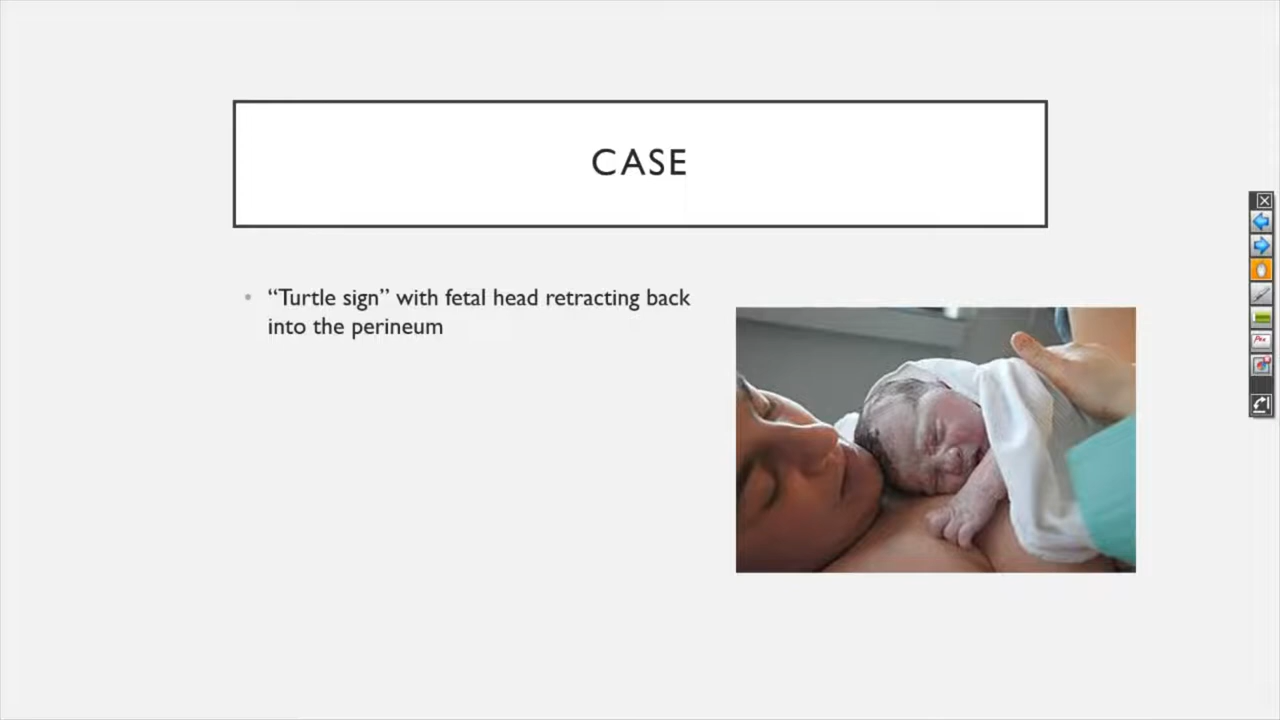 CASE
“Turtle sign” with fetal head retracting back
into the perineum